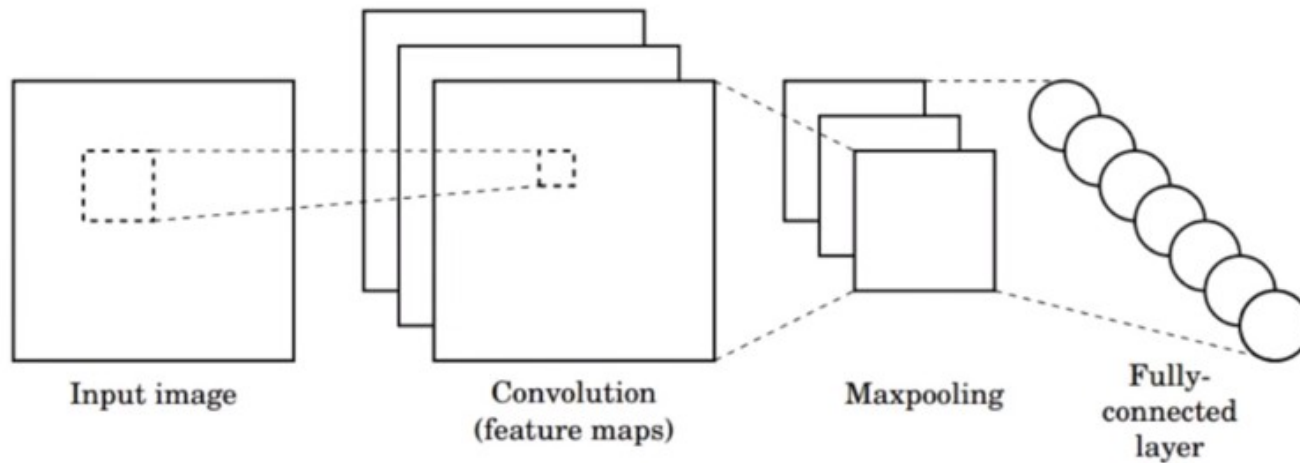 Input image
Convolution
(feature maps)
Maxpooling
Fully-
connected
layer